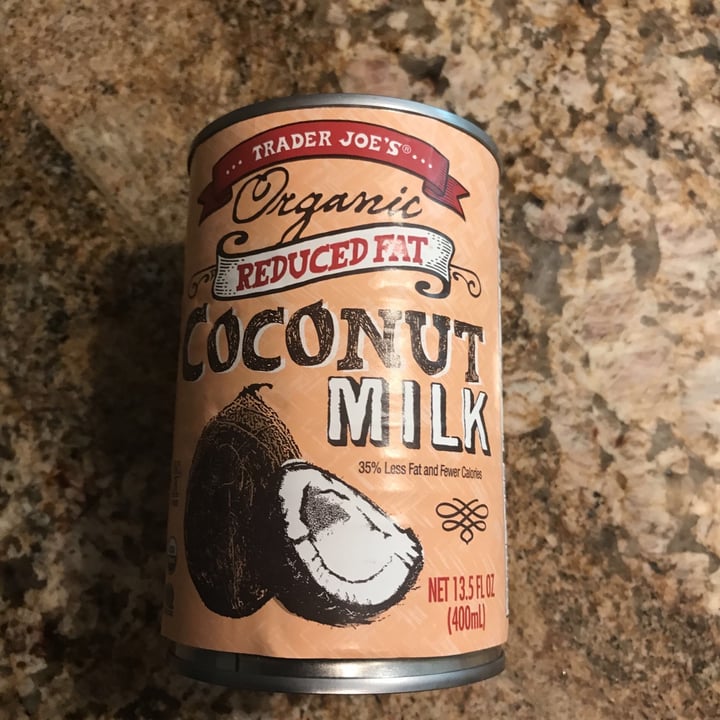 ... TRADER JOE'S® ...
Organic
REDUCED FAT
COCONUT
MILK
35% Less Fat and Fewer Calories
NET 13.5 FL OZ
(400mL)